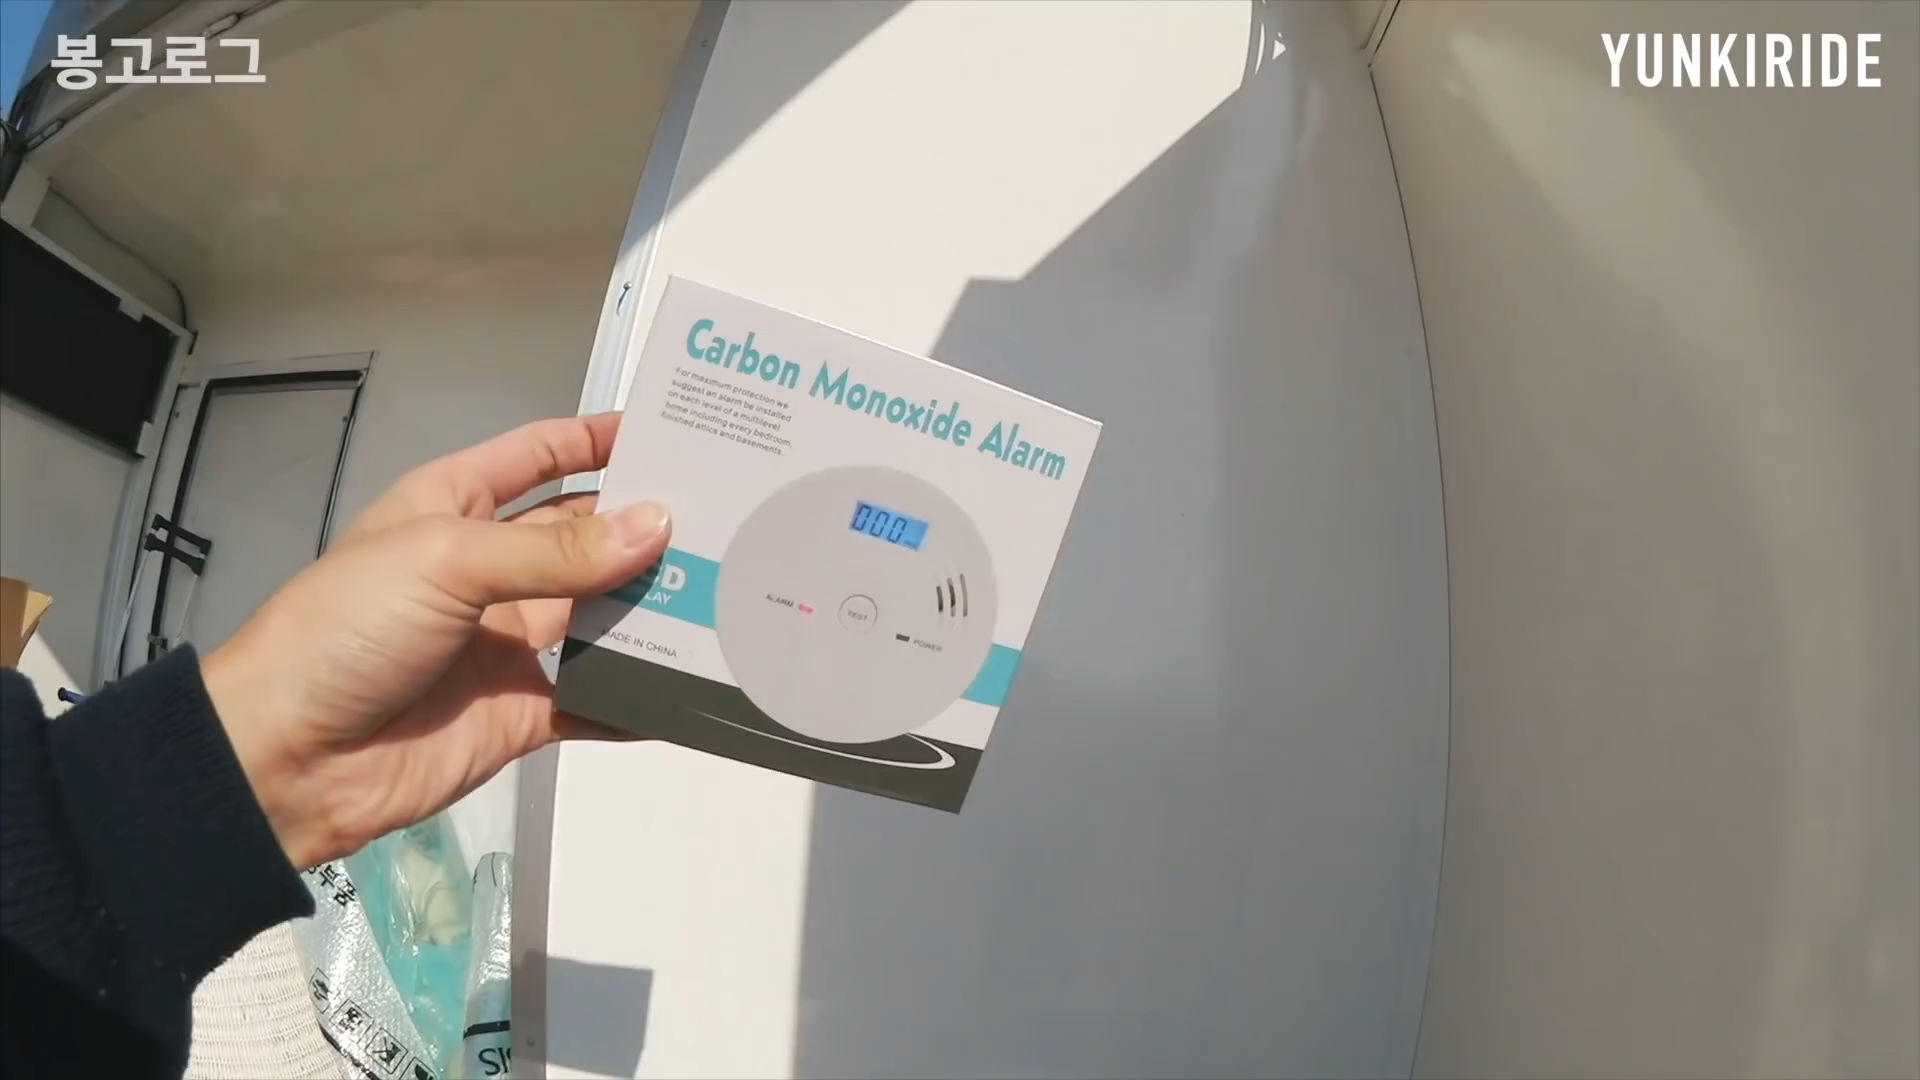 봉고로그
YUNKIRIDE
Carbon Monoxide Alarm
For maximum protection we
suggest an alarm be installed
on each level of a multilevel
home including every bedroom,
finished attics and basements.
000
ALARM
TEST
POWER
MADE IN CHINA